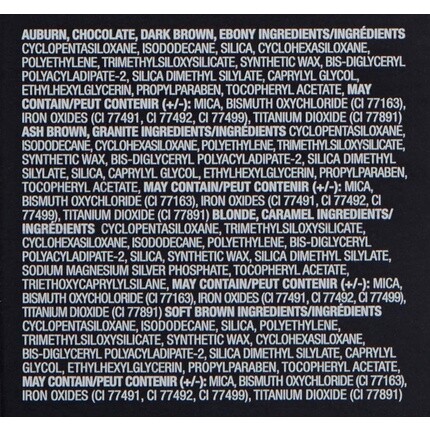 AUBURN, CHOCOLATE, DARK BROWN, EBONY INGREDIENTS/INGRÉDIENTS
CYCLOPENTASILOXANE, ISODODECANE, SILICA, CYCLOHEXASILOXANE,
POLYETHYLENE, TRIMETHYLSILOXYSILICATE, SYNTHETIC WAX, BIS-DIGLYCERYL
POLYACYLADIPATE-2, SILICA DIMETHYL SILYLATE, CAPRYLYL GLYCOL,
ETHYLHEXYLGLYCERIN, PROPYLPARABEN, TOCOPHERYL ACETATE, MAY
CONTAIN/PEUT CONTENIR (+/-): MICA, BISMUTH OXYCHLORIDE (CI 77163),
IRON OXIDES (CI 77491, CI 77492, CI 77499), TITANIUM DIOXIDE (CI 77891)
ASH BROWN, GRANITE INGREDIENTS/INGRÉDIENTS CYCLOPENTASILOXANE,
ISODODECANE, CYCLOHEXASILOXANE, POLYETHYLENE, TRIMETHYLSILOXYSILICATE,
SYNTHETIC WAX, BIS-DIGLYCERYL POLYACYLADIPATE-2, SILICA DIMETHYL
SILYLATE, SILICA, CAPRYLYL GLYCOL, ETHYLHEXYLGLYCERIN, PROPYLPARABEN,
TOCOPHERYL ACETATE, MAY CONTAIN/PEUT CONTENIR (+/-): MICA,
BISMUTH OXYCHLORIDE (CI 77163), IRON OXIDES (CI 77491, CI 77492, CI
77499), TITANIUM DIOXIDE (CI 77891) BLONDE, CARAMEL INGREDIENTS/
INGRÉDIENTS CYCLOPENTASILOXANE, TRIMETHYLSILOXYSILICATE,
CYCLOHEXASILOXANE, ISODODECANE, POLYETHYLENE, BIS-DIGLYCERYL
POLYACYLADIPATE-2, SILICA, SYNTHETIC WAX, SILICA DIMETHYL SILYLATE,
SODIUM MAGNESIUM SILVER PHOSPHATE, TOCOPHERYL ACETATE,
TRIETHOXYCAPRYLYLSILANE, MAY CONTAIN/PEUT CONTENIR (+/-): MICA,
BISMUTH OXYCHOLORIDE (CI 77163), IRON OXIDES (CI 77491, CI 77492, CI 77499),
TITANIUM DIOXIDE (CI 77891) SOFT BROWN INGREDIENTS/INGRÉDIENTS
CYCLOPENTASILOXANE, ISODODECANE, SILICA, POLYETHYLENE,
TRIMETHYLSILOXYSILICATE, SYNTHETIC WAX, CYCLOHEXASILOXANE,
BIS-DIGLYCERYL POLYACYLADIPATE-2, SILICA DIMETHYL SILYLATE, CAPRYLYL
GLYCOL, ETHYLHEXYLGLYCERIN, PROPYLPARABEN, TOCOPHERYL ACETATE,
MAY CONTAIN/PEUT CONTENIR (+/-): MICA, BISMUTH OXYCHLORIDE (CI 77163),
IRON OXIDES (CI 77491, CI 77492, CI 77499), TITANIUM DIOXIDE (CI 77891)